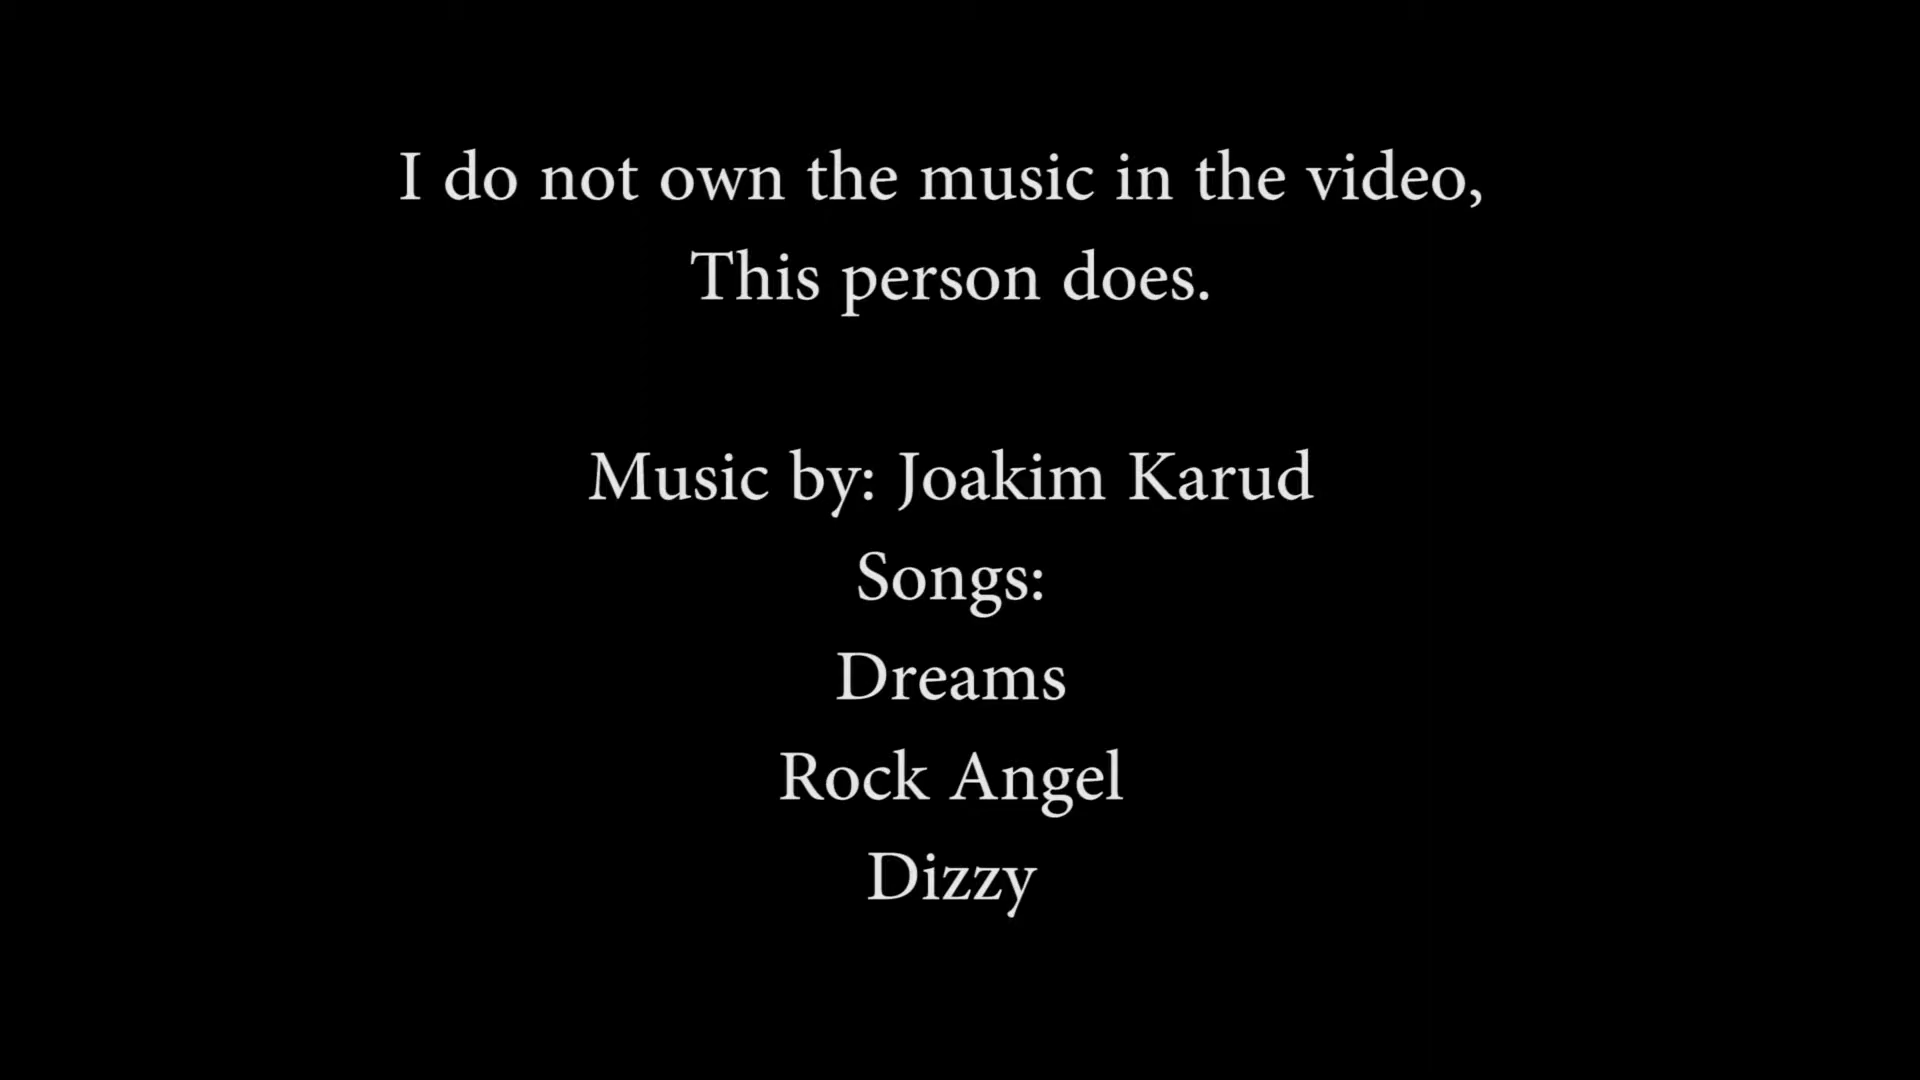 I do not own the music in the video,
This person does.
Music by: Joakim Karud
Songs:
Dreams
Rock Angel
Dizzy